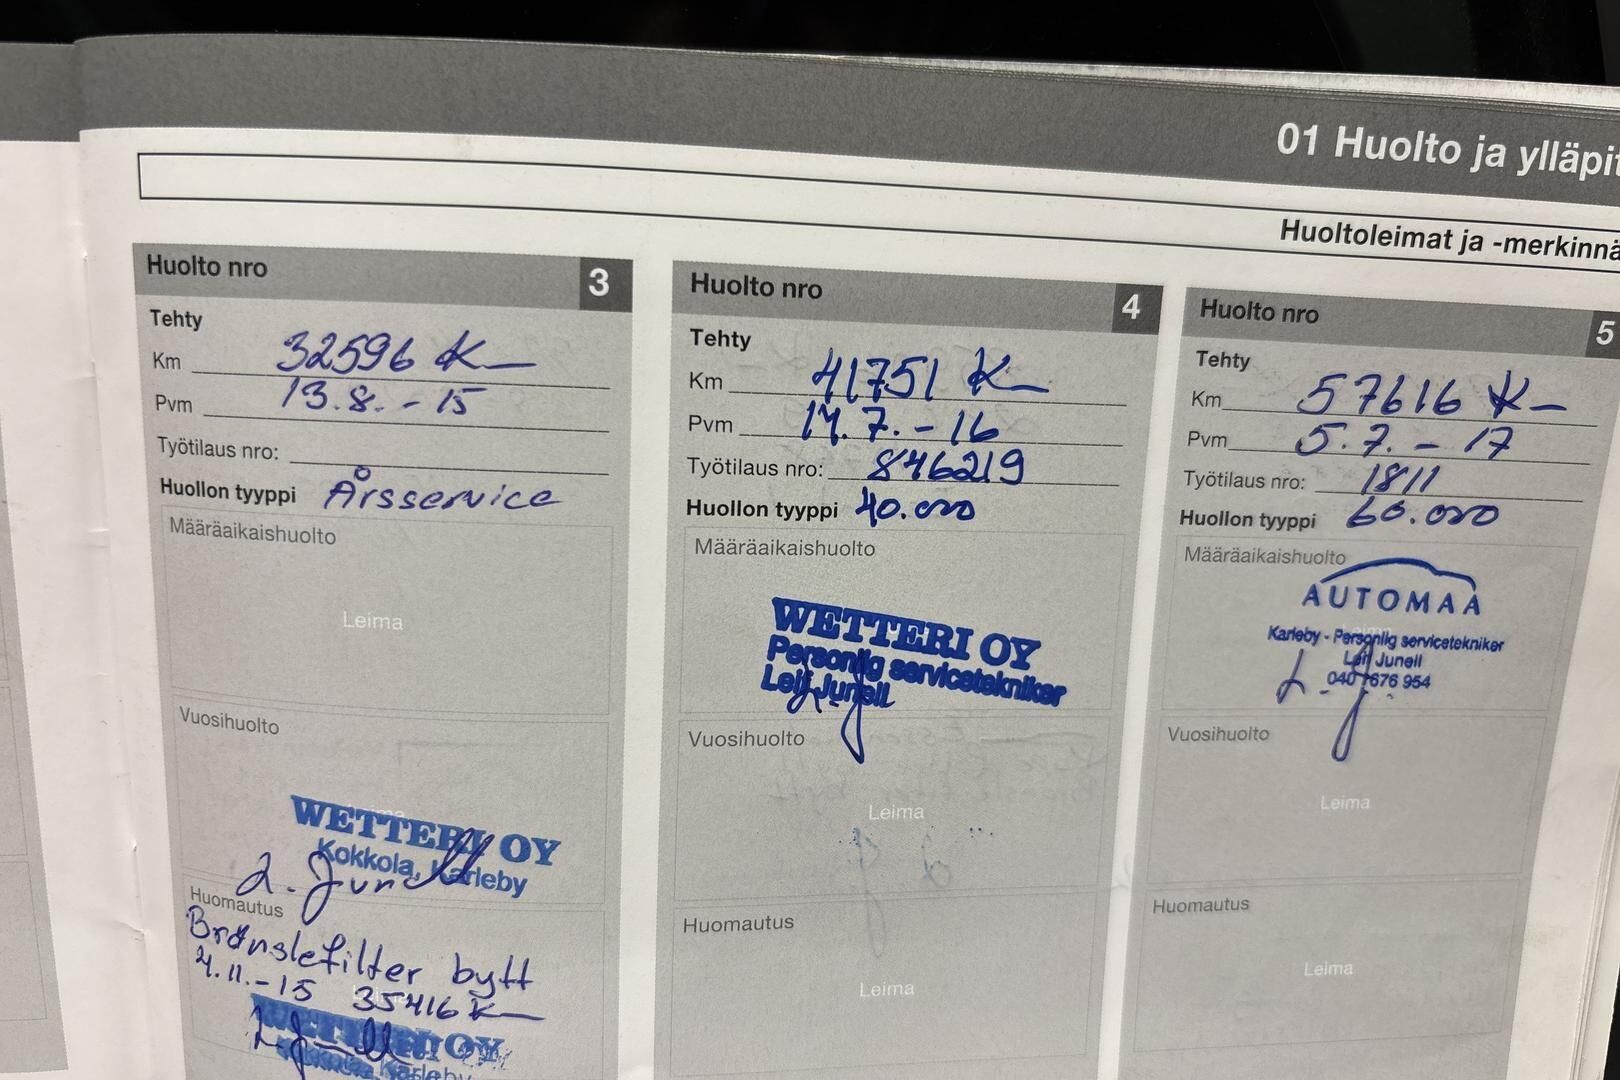 01 Huolto ja ylläpit
Huoltoleimat ja -merkinnä
Huolto nro 3
Tehty
Km 32596 K
Pvm 13.8.-15
Työtilaus nro:
Huollon tyyppi Årsservice
Määräaikaishuolto
Leima
Vuosihuolto
WETTERI OY
Kokkola, Karleby
L. Junell
Huomautus
Bränslefilter bytt
4.11.-15 35416 K
WETTERI OY
Kokkola, Karleby
Huolto nro 4
Tehty
Km 41751 K
Pvm 14.7.-16
Työtilaus nro: 846219
Huollon tyyppi 40.000
Määräaikaishuolto
WETTERI OY
Personlig servicetekniker
Leif Junell
Vuosihuolto
Leima
Huomautus
Leima
Huolto nro 5
Tehty
Km 57616 K
Pvm 5.7.-17
Työtilaus nro: 1811
Huollon tyyppi 60.000
Määräaikaishuolto
AUTOMAA
Karleby - Personlig servicetekniker
Leif Junell
040 7676 954
L. J.
Vuosihuolto
Leima
Huomautus
Leima